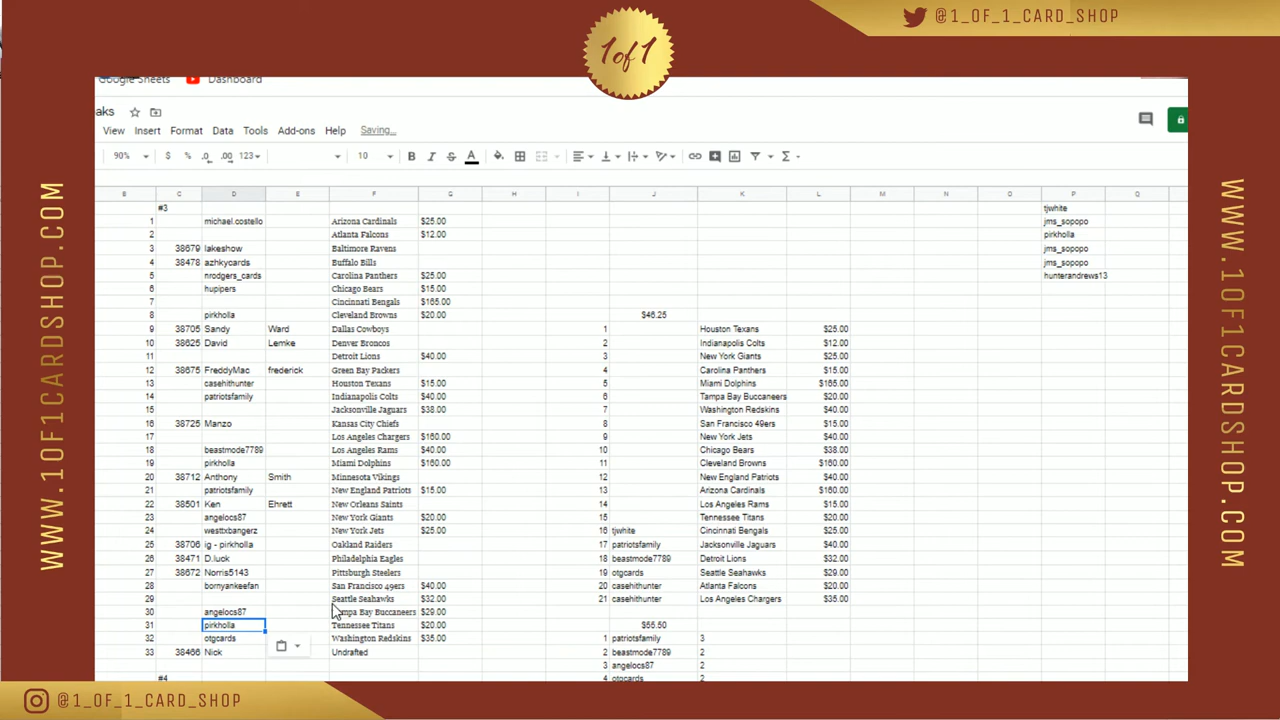 @1_OF_1_CARD_SHOP
1of1
Google Sheets Dashboard
aks
View Insert Format Data Tools Add-ons Help Saving...
90% $ % .0 .00 123 10 B I S A
B C D E F G H I J K L M N O P Q
#3 tjwhite
1 michael.costello Arizona Cardinals $25.00 jms_sopopo
2 Atlanta Falcons $12.00 pirkholla
3 38679 lakeshow Baltimore Ravens jms_sopopo
4 38478 azhkycards Buffalo Bills jms_sopopo
5 nrodgers_cards Carolina Panthers $25.00 hunterandrews13
6 hupipers Chicago Bears $15.00
7 Cincinnati Bengals $165.00
8 pirkholla Cleveland Browns $20.00 $46.25
9 38705 Sandy Ward Dallas Cowboys 1 Houston Texans $25.00
10 38625 David Lemke Denver Broncos 2 Indianapolis Colts $12.00
11 Detroit Lions $40.00 3 New York Giants $25.00
12 38675 FreddyMac frederick Green Bay Packers 4 Carolina Panthers $15.00
13 casehithunter Houston Texans $15.00 5 Miami Dolphins $165.00
14 patriotsfamily Indianapolis Colts $40.00 6 Tampa Bay Buccaneers $20.00
15 Jacksonville Jaguars $38.00 7 Washington Redskins $40.00
16 38725 Manzo Kansas City Chiefs 8 San Francisco 49ers $15.00
17 Los Angeles Chargers $160.00 9 New York Jets $40.00
18 beastmode7789 Los Angeles Rams $40.00 10 Chicago Bears $38.00
19 pirkholla Miami Dolphins $160.00 11 Cleveland Browns $160.00
20 38712 Anthony Smith Minnesota Vikings 12 New England Patriots $40.00
21 patriotsfamily New England Patriots $15.00 13 Arizona Cardinals $160.00
22 38501 Ken Ehrett New Orleans Saints 14 Los Angeles Rams $15.00
23 angelocs87 New York Giants $20.00 15 Tennessee Titans $20.00
24 westtxbangerz New York Jets $25.00 16 tjwhite Cincinnati Bengals $20.00
25 38706 ig - pirkholla Oakland Raiders 17 patriotsfamily Jacksonville Jaguars $40.00
26 38471 D.luok Philadelphia Eagles 18 beastmode7789 Detroit Lions $32.00
27 38672 Norris5143 Pittsburgh Steelers 19 otgcards Seattle Seahawks $29.00
28 bornyankeefan San Francisco 49ers $40.00 20 casehithunter Atlanta Falcons $20.00
29 Seattle Seahawks $32.00 21 casehithunter Los Angeles Chargers $35.00
30 angelocs87 Tampa Bay Buccaneers $29.00
31 pirkholla Tennessee Titans $20.00 $55.50
32 otgcards Washington Redskins $35.00 1 patriotsfamily 3
33 38466 Nick Undrafted 2 beastmode7789 2
3 angelocs87 2
#4 4 otgcards 2
WWW.1OF1CARDSHOP.COM
WWW.1OF1CARDSHOP.COM
@1_OF_1_CARD_SHOP